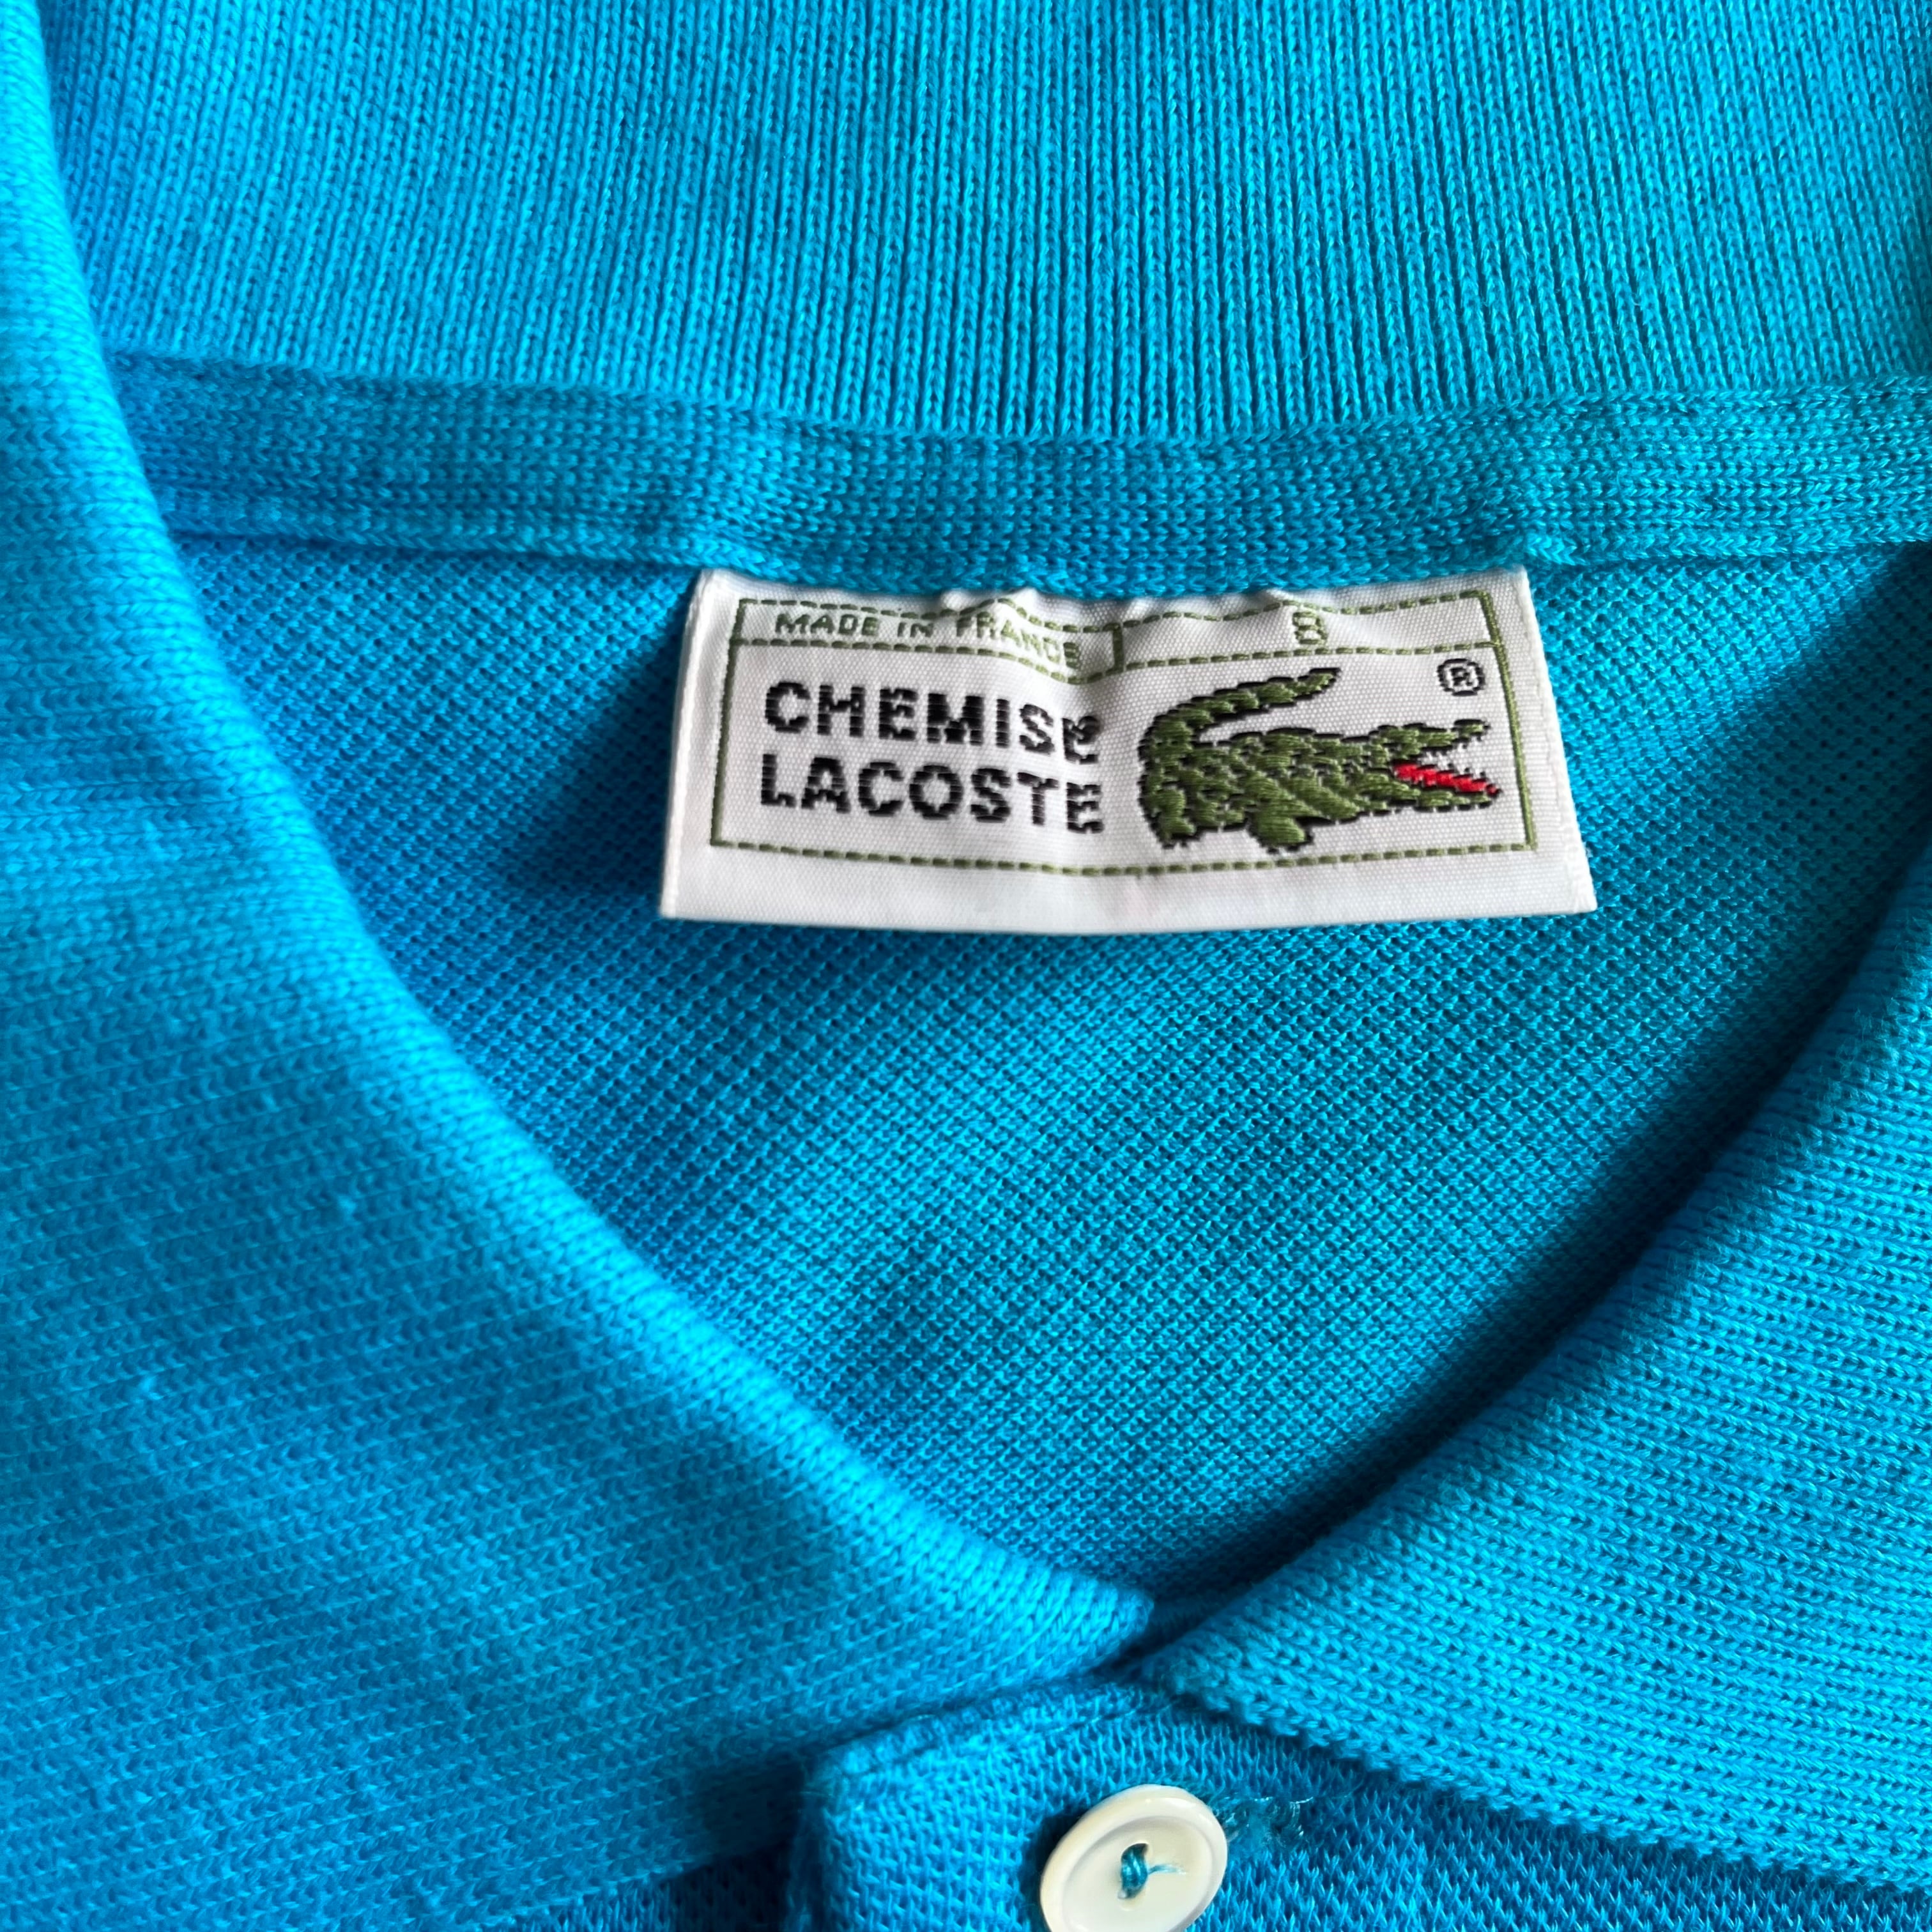 MADE IN FRANCE 8
CHEMISE ®
LACOSTE